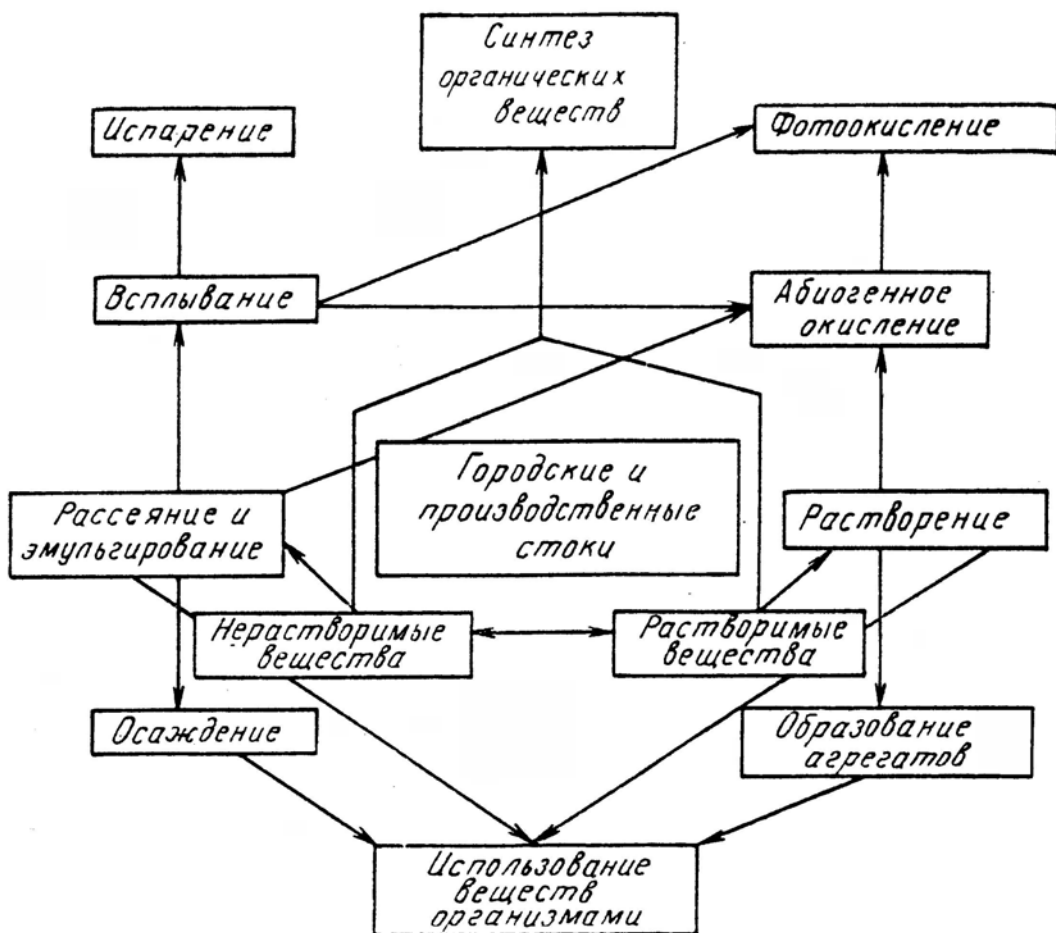 Синтез
органических
веществ
Испарение
Фотоокисление
Всплывание
Абиогенное
окисление
Городские и
производственные
стоки
Рассеяние и
эмульгирование
Растворение
Нерастворимые
вещества
Растворимые
вещества
Осаждение
Образование
агрегатов
Использование
веществ
организмами